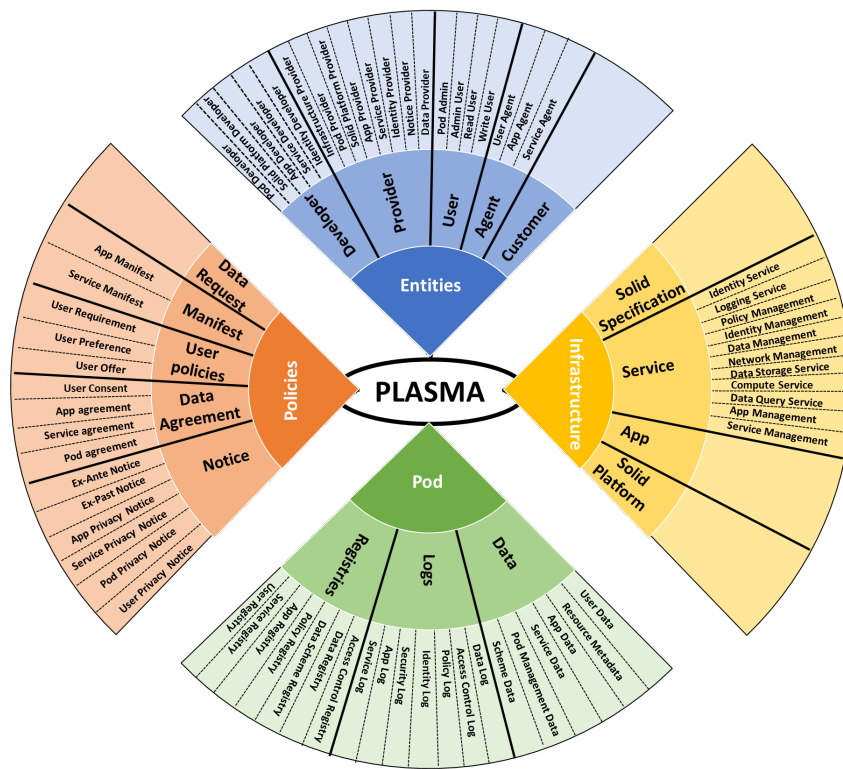 PLASMA
Entities
Developer
Provider
User
Agent
Customer
Pod Developer
Solid Platform Developer
App Developer
Service Developer
Identity Developer
Infrastructure Provider
Pod Provider
Solid Platform Provider
App Provider
Service Provider
Identity Provider
Notice Provider
Data Provider
Pod Admin
Admin User
Read User
Write User
User Agent
App Agent
Service Agent
Infrastructure
Solid
Specification
Service
App
Solid
Platform
Identity Service
Logging Service
Policy Management
Identity Management
Data Management
Network Management
Data Storage Service
Compute Service
Data Query Service
App Management
Service Management
Pod
Data
Logs
Registries
User Data
Resource Metadata
App Data
Service Data
Pod Management Data
Scheme Data
Data Log
Access Control Log
Policy Log
Identity Log
Security Log
App Log
Service Log
Access Control Registry
Data Registry
Data Scheme Registry
Policy Registry
App Registry
Service Registry
User Registry
Policies
Data
Request
Manifest
User
policies
Data
Agreement
Notice
App Manifest
Service Manifest
User Requirement
User Preference
User Offer
User Consent
App agreement
Service agreement
Pod agreement
Ex-Ante Notice
Ex-Past Notice
App Privacy Notice
Service Privacy Notice
Pod Privacy Notice
User Privacy Notice